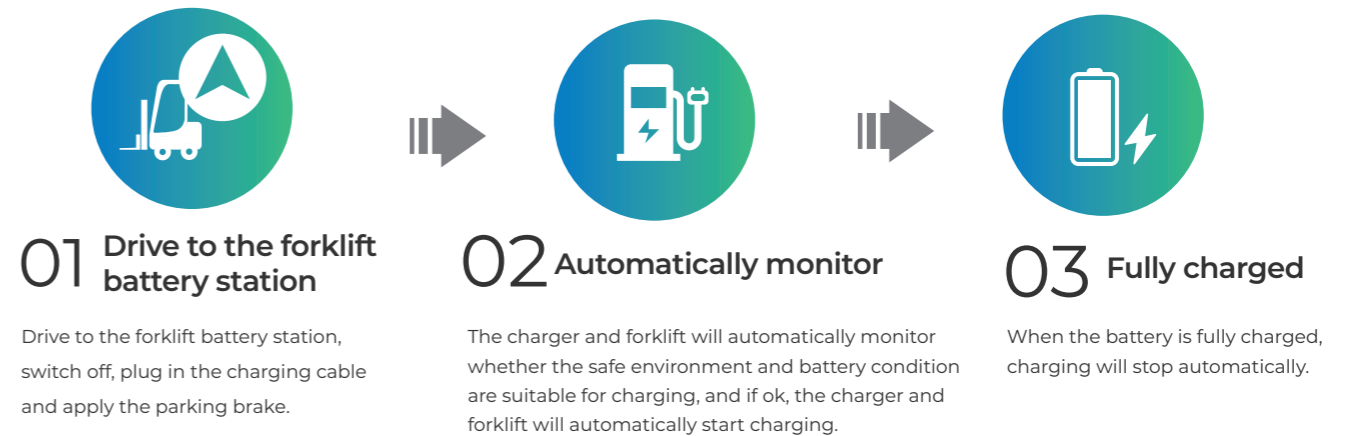 01 Drive to the forklift
battery station
Drive to the forklift battery station,
switch off, plug in the charging cable
and apply the parking brake.
02 Automatically monitor
The charger and forklift will automatically monitor
whether the safe environment and battery condition
are suitable for charging, and if ok, the charger and
forklift will automatically start charging.
03 Fully charged
When the battery is fully charged,
charging will stop automatically.